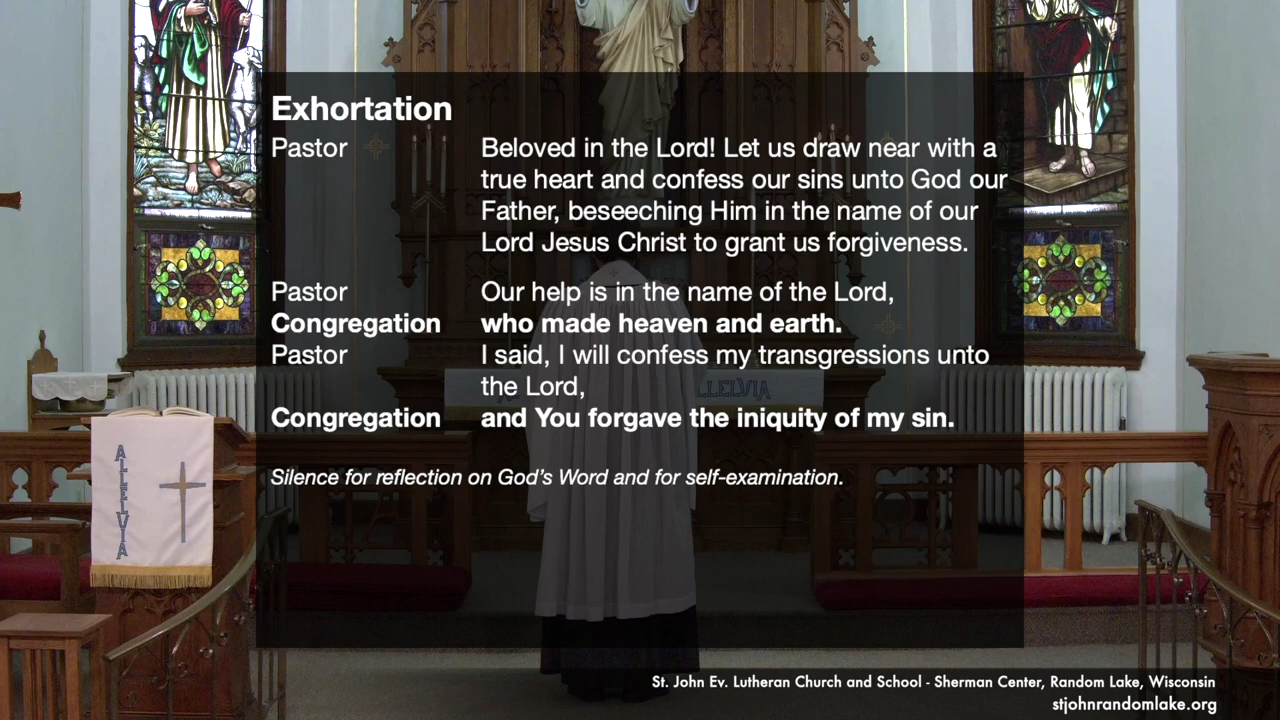 Exhortation
Pastor Beloved in the Lord! Let us draw near with a
true heart and confess our sins unto God our
Father, beseeching Him in the name of our
Lord Jesus Christ to grant us forgiveness.
Pastor Our help is in the name of the Lord,
Congregation who made heaven and earth.
Pastor I said, I will confess my transgressions unto
the Lord,
Congregation and You forgave the iniquity of my sin.
Silence for reflection on God’s Word and for self-examination.
ALLELVIA
LLELVIA
St. John Ev. Lutheran Church and School - Sherman Center, Random Lake, Wisconsin
stjohnrandomlake.org